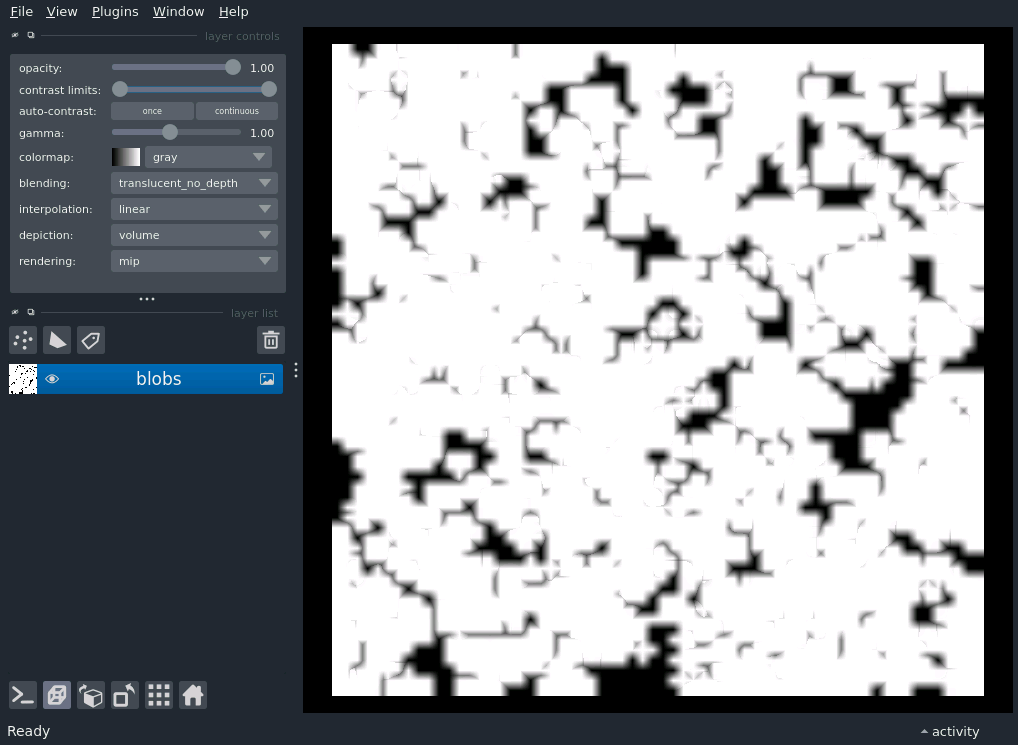 File View Plugins Window Help
layer controls
opacity: 1.00
contrast limits:
auto-contrast: once continuous
gamma: 1.00
colormap: gray
blending: translucent_no_depth
interpolation: linear
depiction: volume
rendering: mip
layer list
blobs
Ready activity